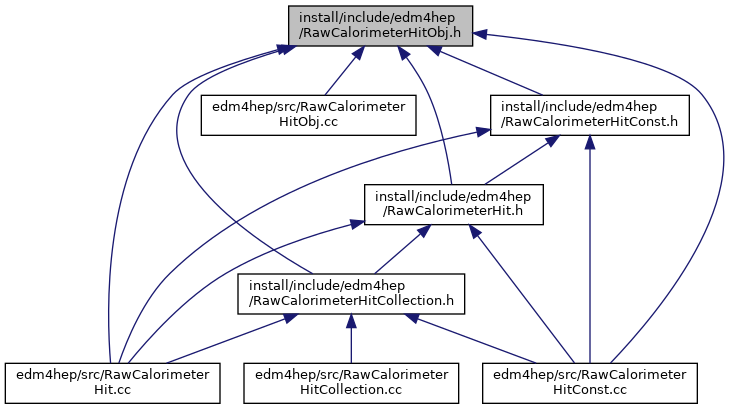 install/include/edm4hep
/RawCalorimeterHitObj.h
edm4hep/src/RawCalorimeter
HitObj.cc
install/include/edm4hep
/RawCalorimeterHitConst.h
install/include/edm4hep
/RawCalorimeterHit.h
install/include/edm4hep
/RawCalorimeterHitCollection.h
edm4hep/src/RawCalorimeter
Hit.cc
edm4hep/src/RawCalorimeter
HitCollection.cc
edm4hep/src/RawCalorimeter
HitConst.cc